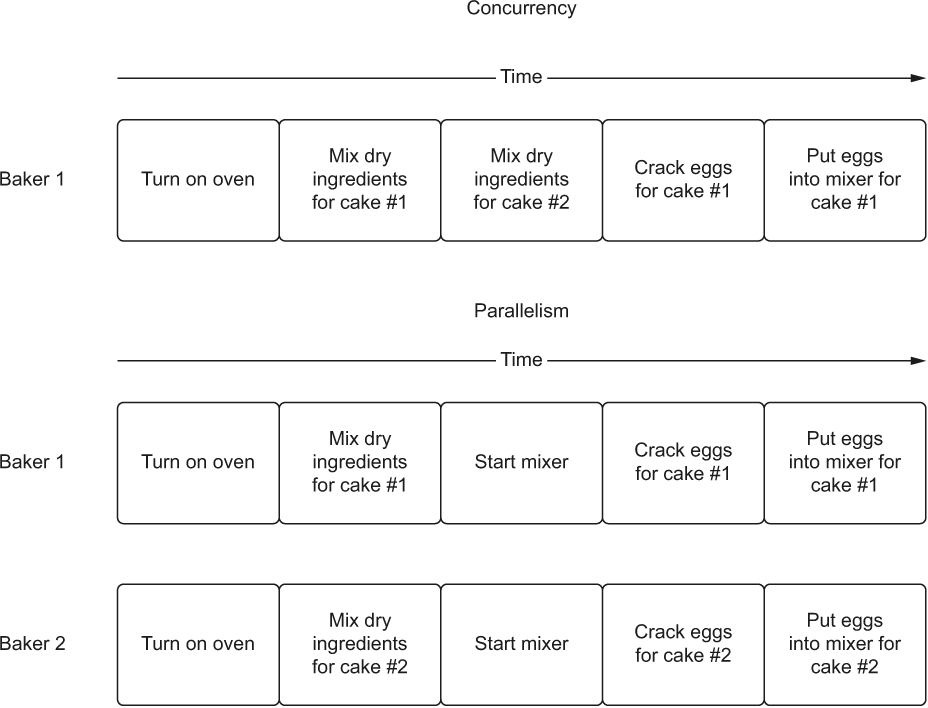 Concurrency
Time
Baker 1
Turn on oven
Mix dry
ingredients
for cake #1
Mix dry
ingredients
for cake #2
Crack eggs
for cake #1
Put eggs
into mixer for
cake #1
Parallelism
Time
Baker 1
Turn on oven
Mix dry
ingredients
for cake #1
Start mixer
Crack eggs
for cake #1
Put eggs
into mixer for
cake #1
Baker 2
Turn on oven
Mix dry
ingredients
for cake #2
Start mixer
Crack eggs
for cake #2
Put eggs
into mixer for
cake #2